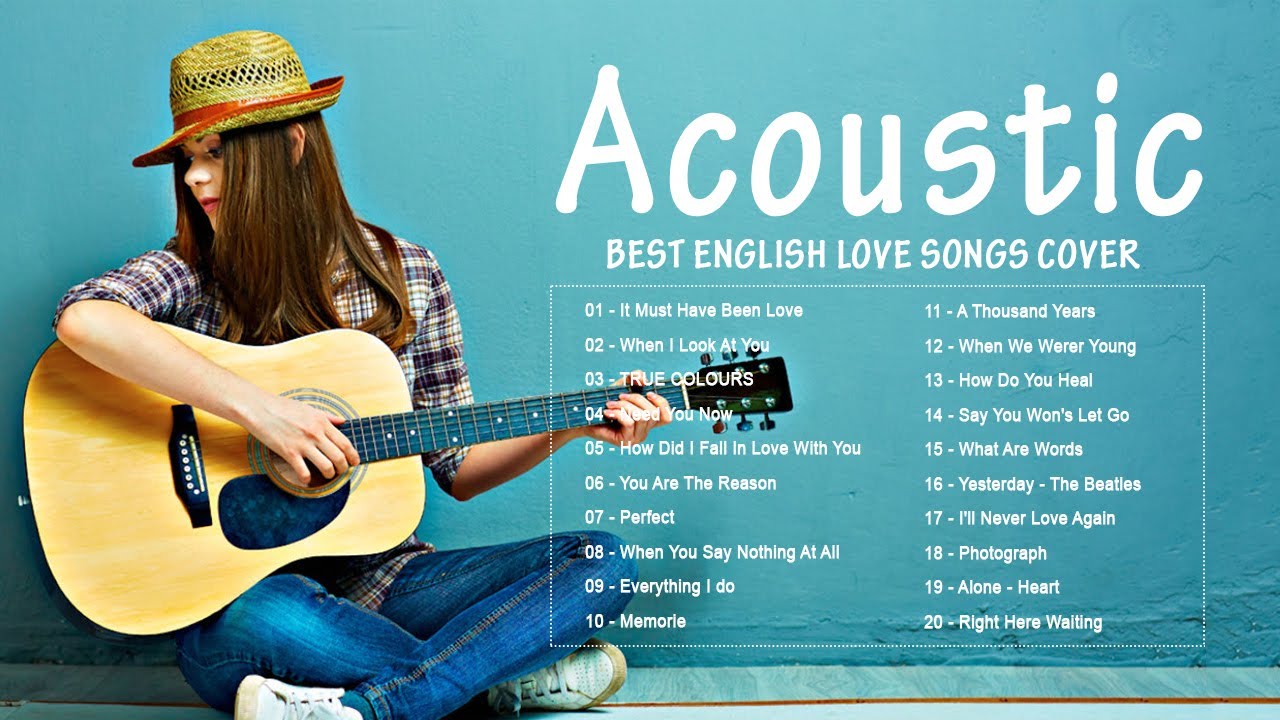 Acoustic
BEST ENGLISH LOVE SONGS COVER
01 - It Must Have Been Love
02 - When I Look At You
03 - TRUE COLOURS
04 - Need You Now
05 - How Did I Fall In Love With You
06 - You Are The Reason
07 - Perfect
08 - When You Say Nothing At All
09 - Everything I do
10 - Memorie
11 - A Thousand Years
12 - When We Werer Young
13 - How Do You Heal
14 - Say You Won's Let Go
15 - What Are Words
16 - Yesterday - The Beatles
17 - I'll Never Love Again
18 - Photograph
19 - Alone - Heart
20 - Right Here Waiting